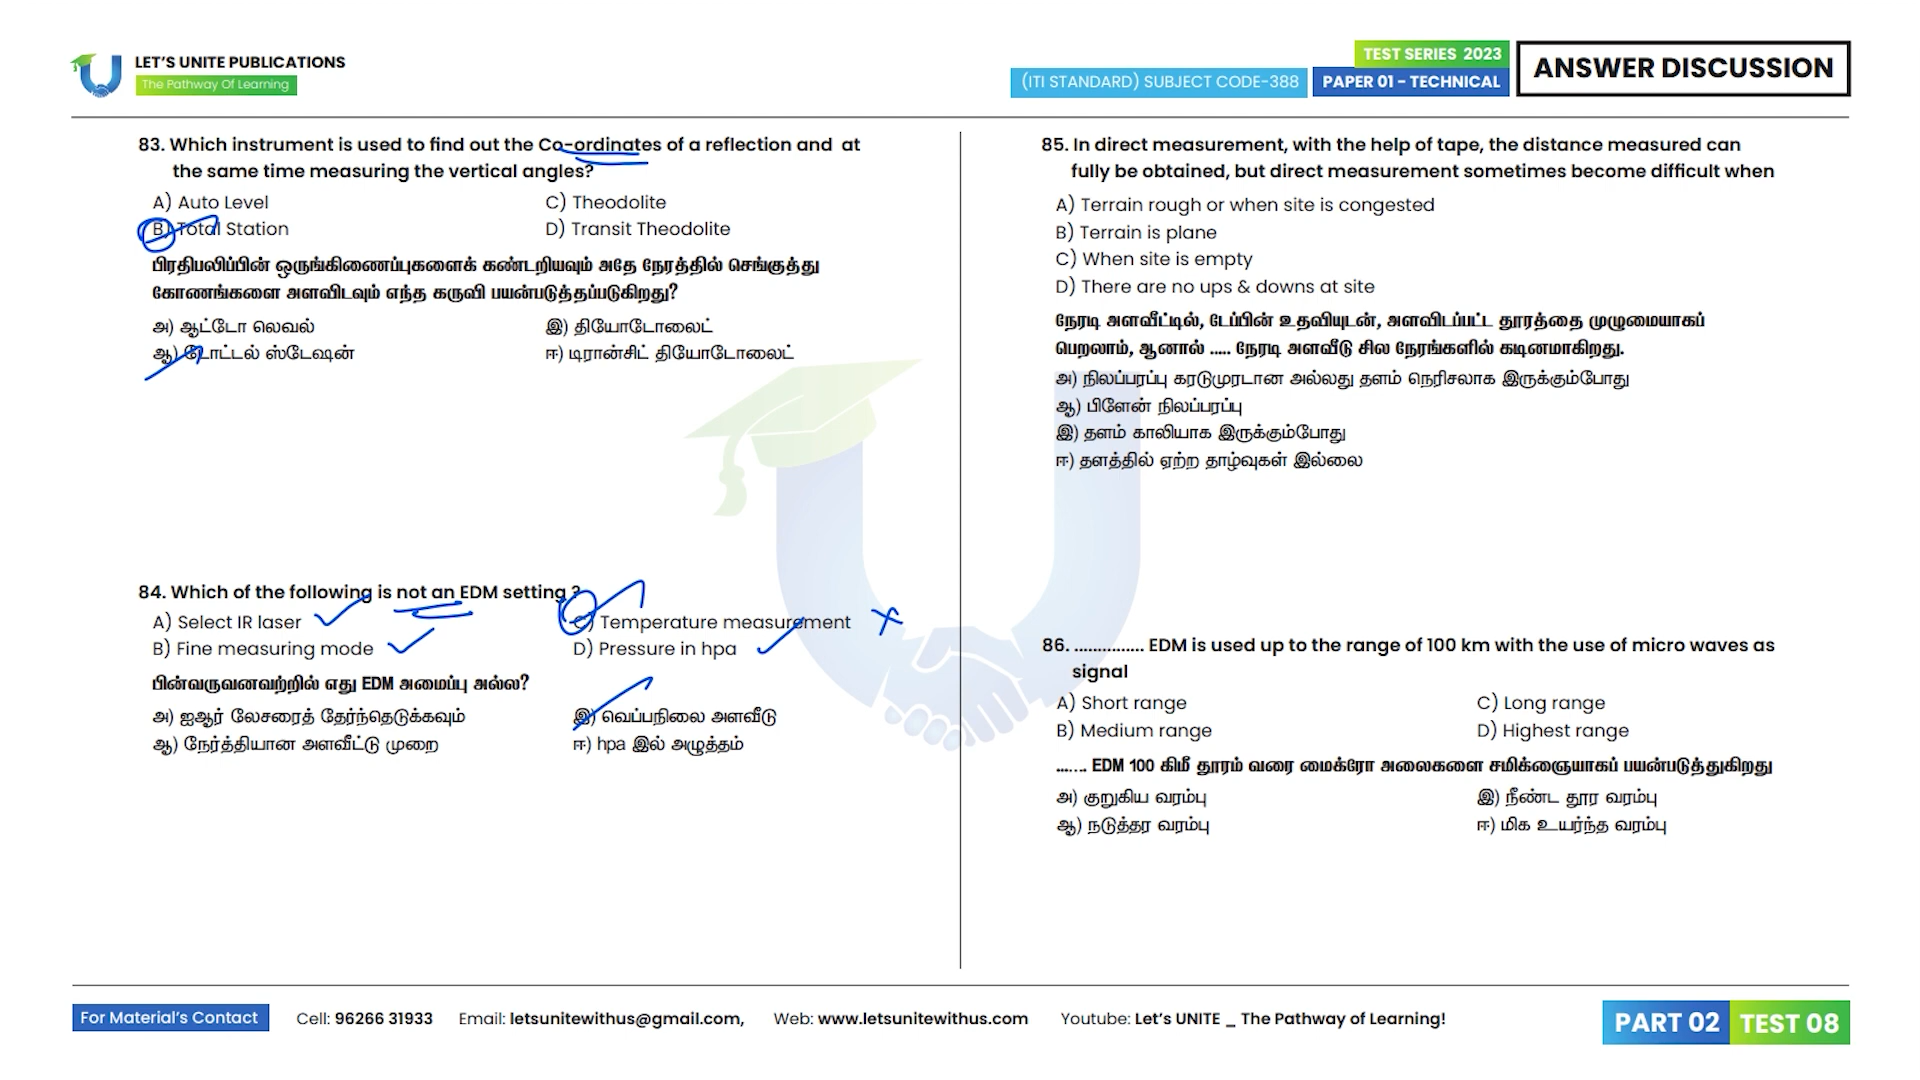 LET'S UNITE PUBLICATIONS
The Pathway Of Learning
TEST SERIES 2023
(ITI STANDARD) SUBJECT CODE-388
PAPER 01 - TECHNICAL
ANSWER DISCUSSION
83. Which instrument is used to find out the Co-ordinates of a reflection and at
the same time measuring the vertical angles?
A) Auto Level
C) Theodolite
B) Total Station
D) Transit Theodolite
பிரதிபலிப்பின் ஒருங்கிணைப்புகளைக் கண்டறியவும் அதே நேரத்தில் செங்குத்து
கோணங்களை அளவிடவும் எந்த கருவி பயன்படுத்தப்படுகிறது?
அ) ஆட்டோ லெவல்
இ) தியோடோலைட்
ஆ) டோட்டல் ஸ்டேஷன்
ஈ) டிரான்சிட் தியோடோலைட்
84. Which of the following is not an EDM setting ?
A) Select IR laser
C) Temperature measurement
B) Fine measuring mode
D) Pressure in hpa
பின்வருவனவற்றில் எது EDM அமைப்பு அல்ல?
அ) ஐஆர் லேசரைத் தேர்ந்தெடுக்கவும்
இ) வெப்பநிலை அளவீடு
ஆ) நேர்த்தியான அளவீட்டு முறை
ஈ) hpa இல் அழுத்தம்
85. In direct measurement, with the help of tape, the distance measured can
fully be obtained, but direct measurement sometimes become difficult when
A) Terrain rough or when site is congested
B) Terrain is plane
C) When site is empty
D) There are no ups & downs at site
நேரடி அளவீட்டில், டேப்பின் உதவியுடன், அளவிடப்பட்ட தூரத்தை முழுமையாகப்
பெறலாம், ஆனால் ..... நேரடி அளவீடு சில நேரங்களில் கடினமாகிறது.
அ) நிலப்பரப்பு கரடுமுரடான அல்லது தளம் நெரிசலாக இருக்கும்போது
ஆ) பிளேன் நிலப்பரப்பு
இ) தளம் காலியாக இருக்கும்போது
ஈ) தளத்தில் ஏற்ற தாழ்வுகள் இல்லை
86. ............... EDM is used up to the range of 100 km with the use of micro waves as
signal
A) Short range
C) Long range
B) Medium range
D) Highest range
....... EDM 100 கிமீ தூரம் வரை மைக்ரோ அலைகளை சமிக்ஞையாகப் பயன்படுத்துகிறது
அ) குறுகிய வரம்பு
இ) நீண்ட தூர வரம்பு
ஆ) நடுத்தர வரம்பு
ஈ) மிக உயர்ந்த வரம்பு
For Material's Contact
Cell: 96266 31933
Email: letsunitewithus@gmail.com,
Web: www.letsunitewithus.com
Youtube: Let's UNITE _ The Pathway of Learning!
PART 02
TEST 08